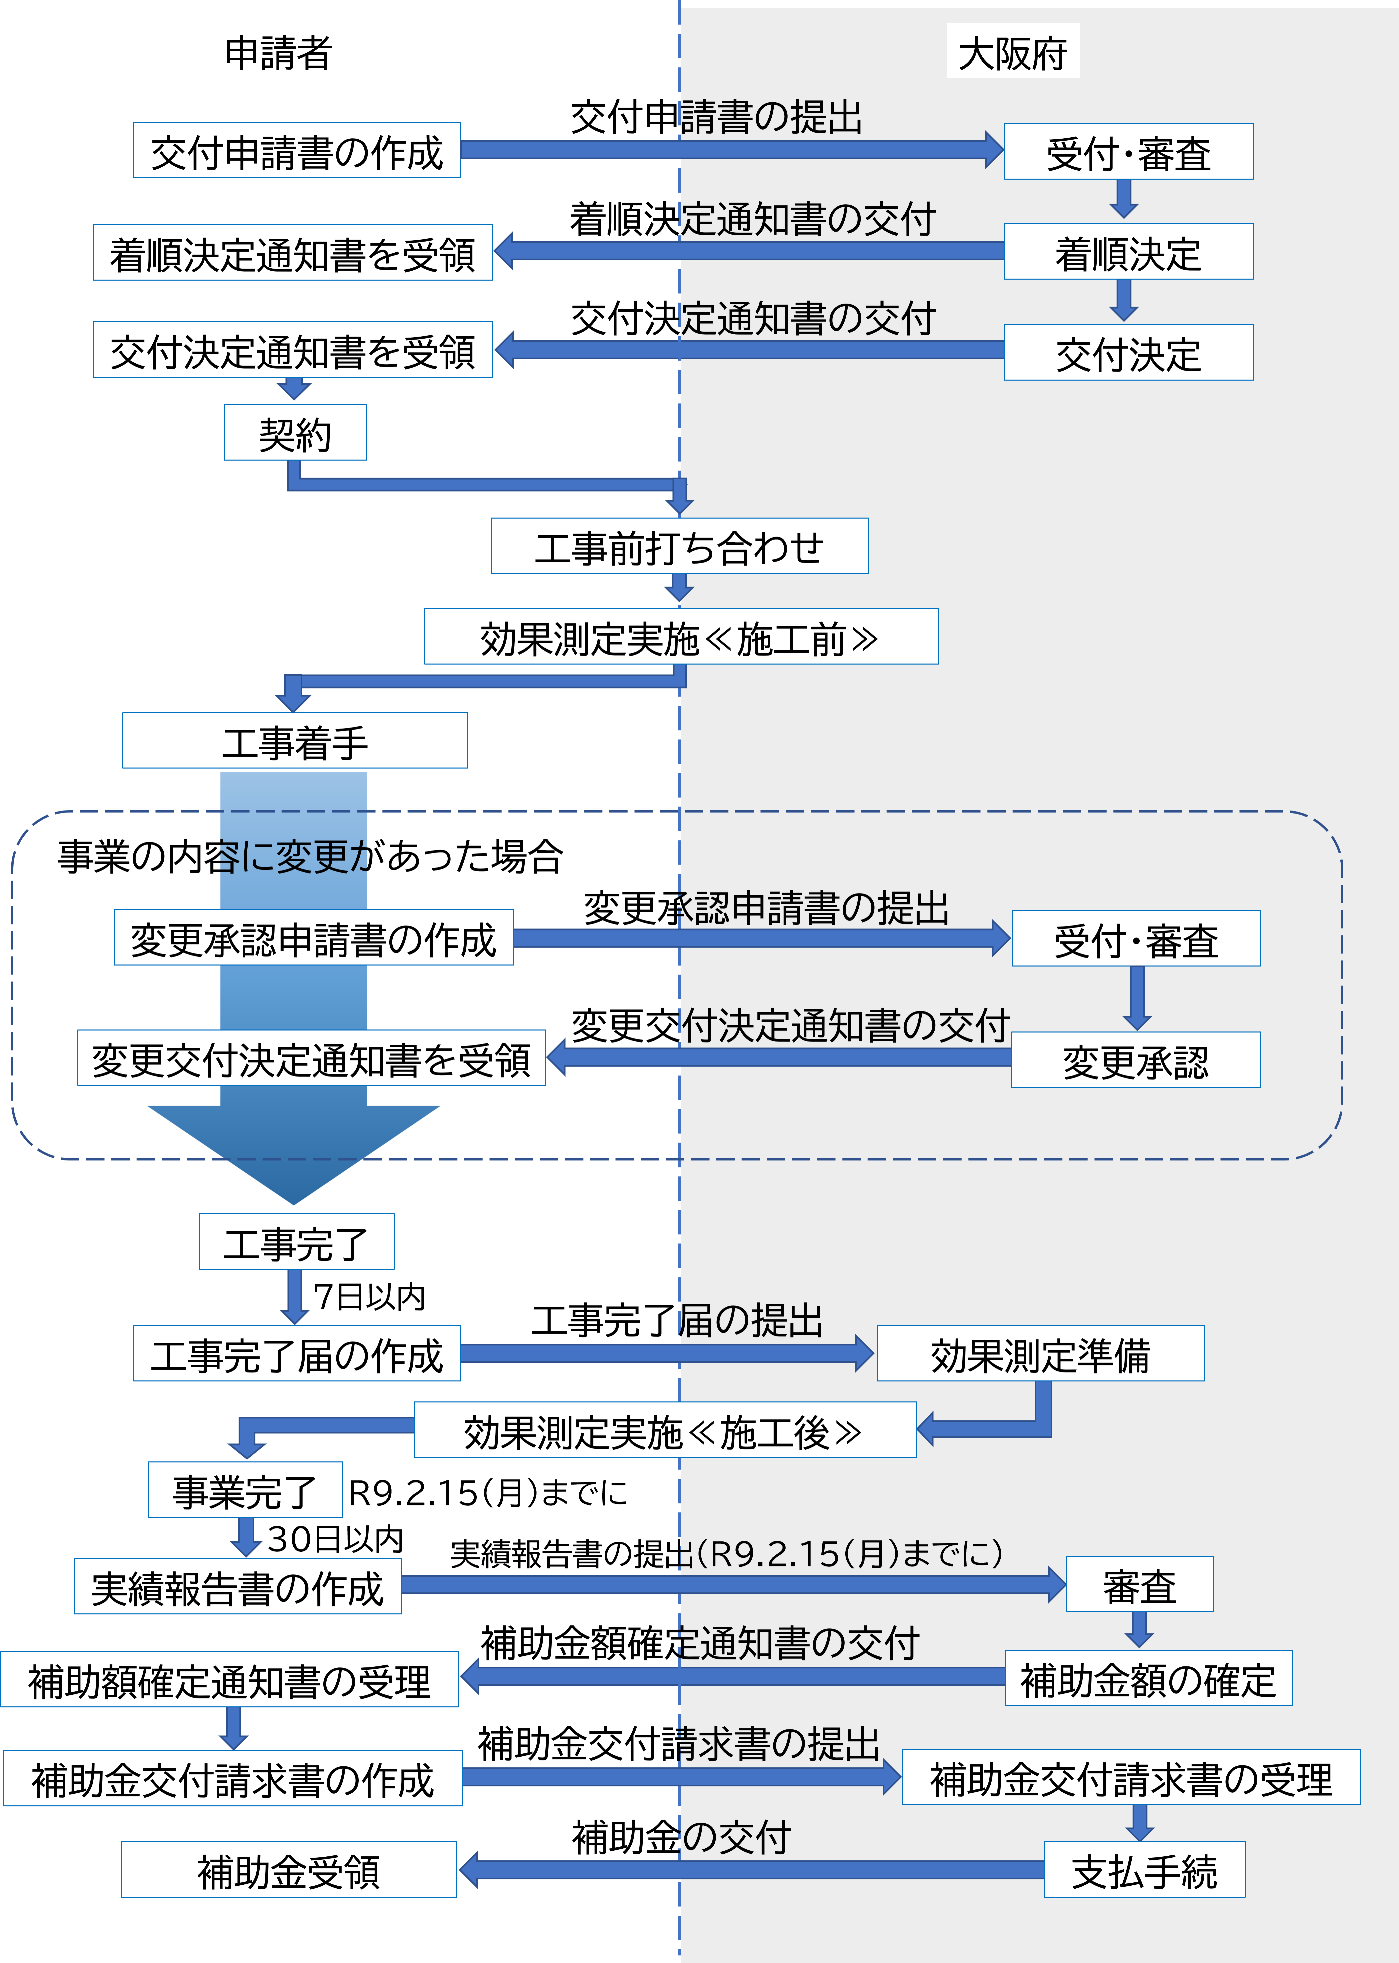 申請者
大阪府
交付申請書の提出
交付申請書の作成
受付・審査
着順決定通知書の交付
着順決定通知書を受領
着順決定
交付決定通知書の交付
交付決定通知書を受領
交付決定
契約
工事前打ち合わせ
効果測定実施≪施工前≫
工事着手
事業の内容に変更があった場合
変更承認申請書の提出
変更承認申請書の作成
受付・審査
変更交付決定通知書の交付
変更交付決定通知書を受領
変更承認
工事完了
7日以内
工事完了届の提出
工事完了届の作成
効果測定準備
効果測定実施≪施工後≫
事業完了
R9.2.15(月)までに
30日以内
実績報告書の提出(R9.2.15(月)までに)
実績報告書の作成
審査
補助金額確定通知書の交付
補助額確定通知書の受理
補助金額の確定
補助金交付請求書の提出
補助金交付請求書の作成
補助金交付請求書の受理
補助金の交付
補助金受領
支払手続